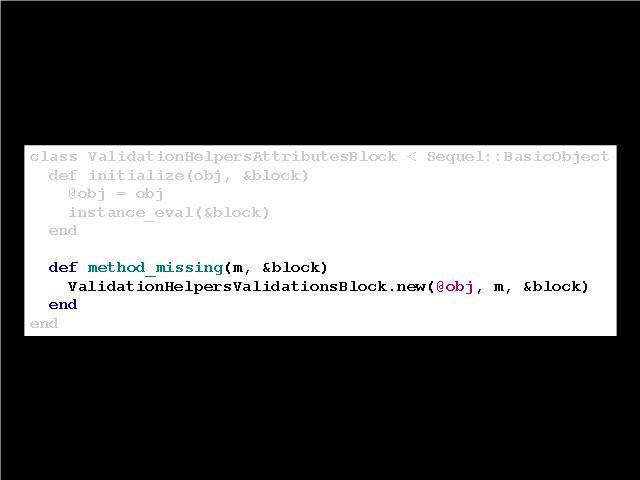 class ValidationHelpersAttributesBlock < Sequel::BasicObject
  def initialize(obj, &block)
    @obj = obj
    instance_eval(&block)
  end

  def method_missing(m, &block)
    ValidationHelpersValidationsBlock.new(@obj, m, &block)
  end
end